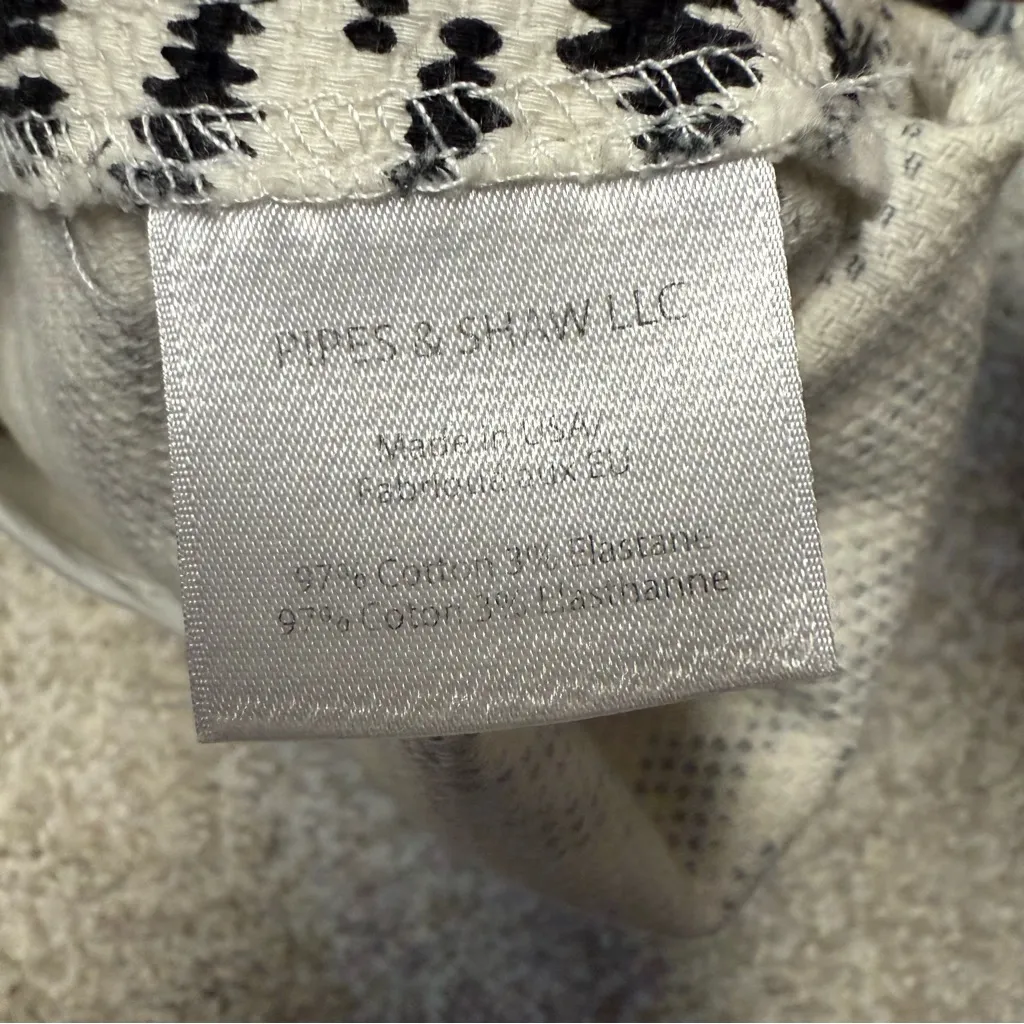 PIPES & SHAW LLC
Made in USA/
Fabriqué aux EU
97% Cotton 3% Elastane
97% Coton 3% Elasthanne